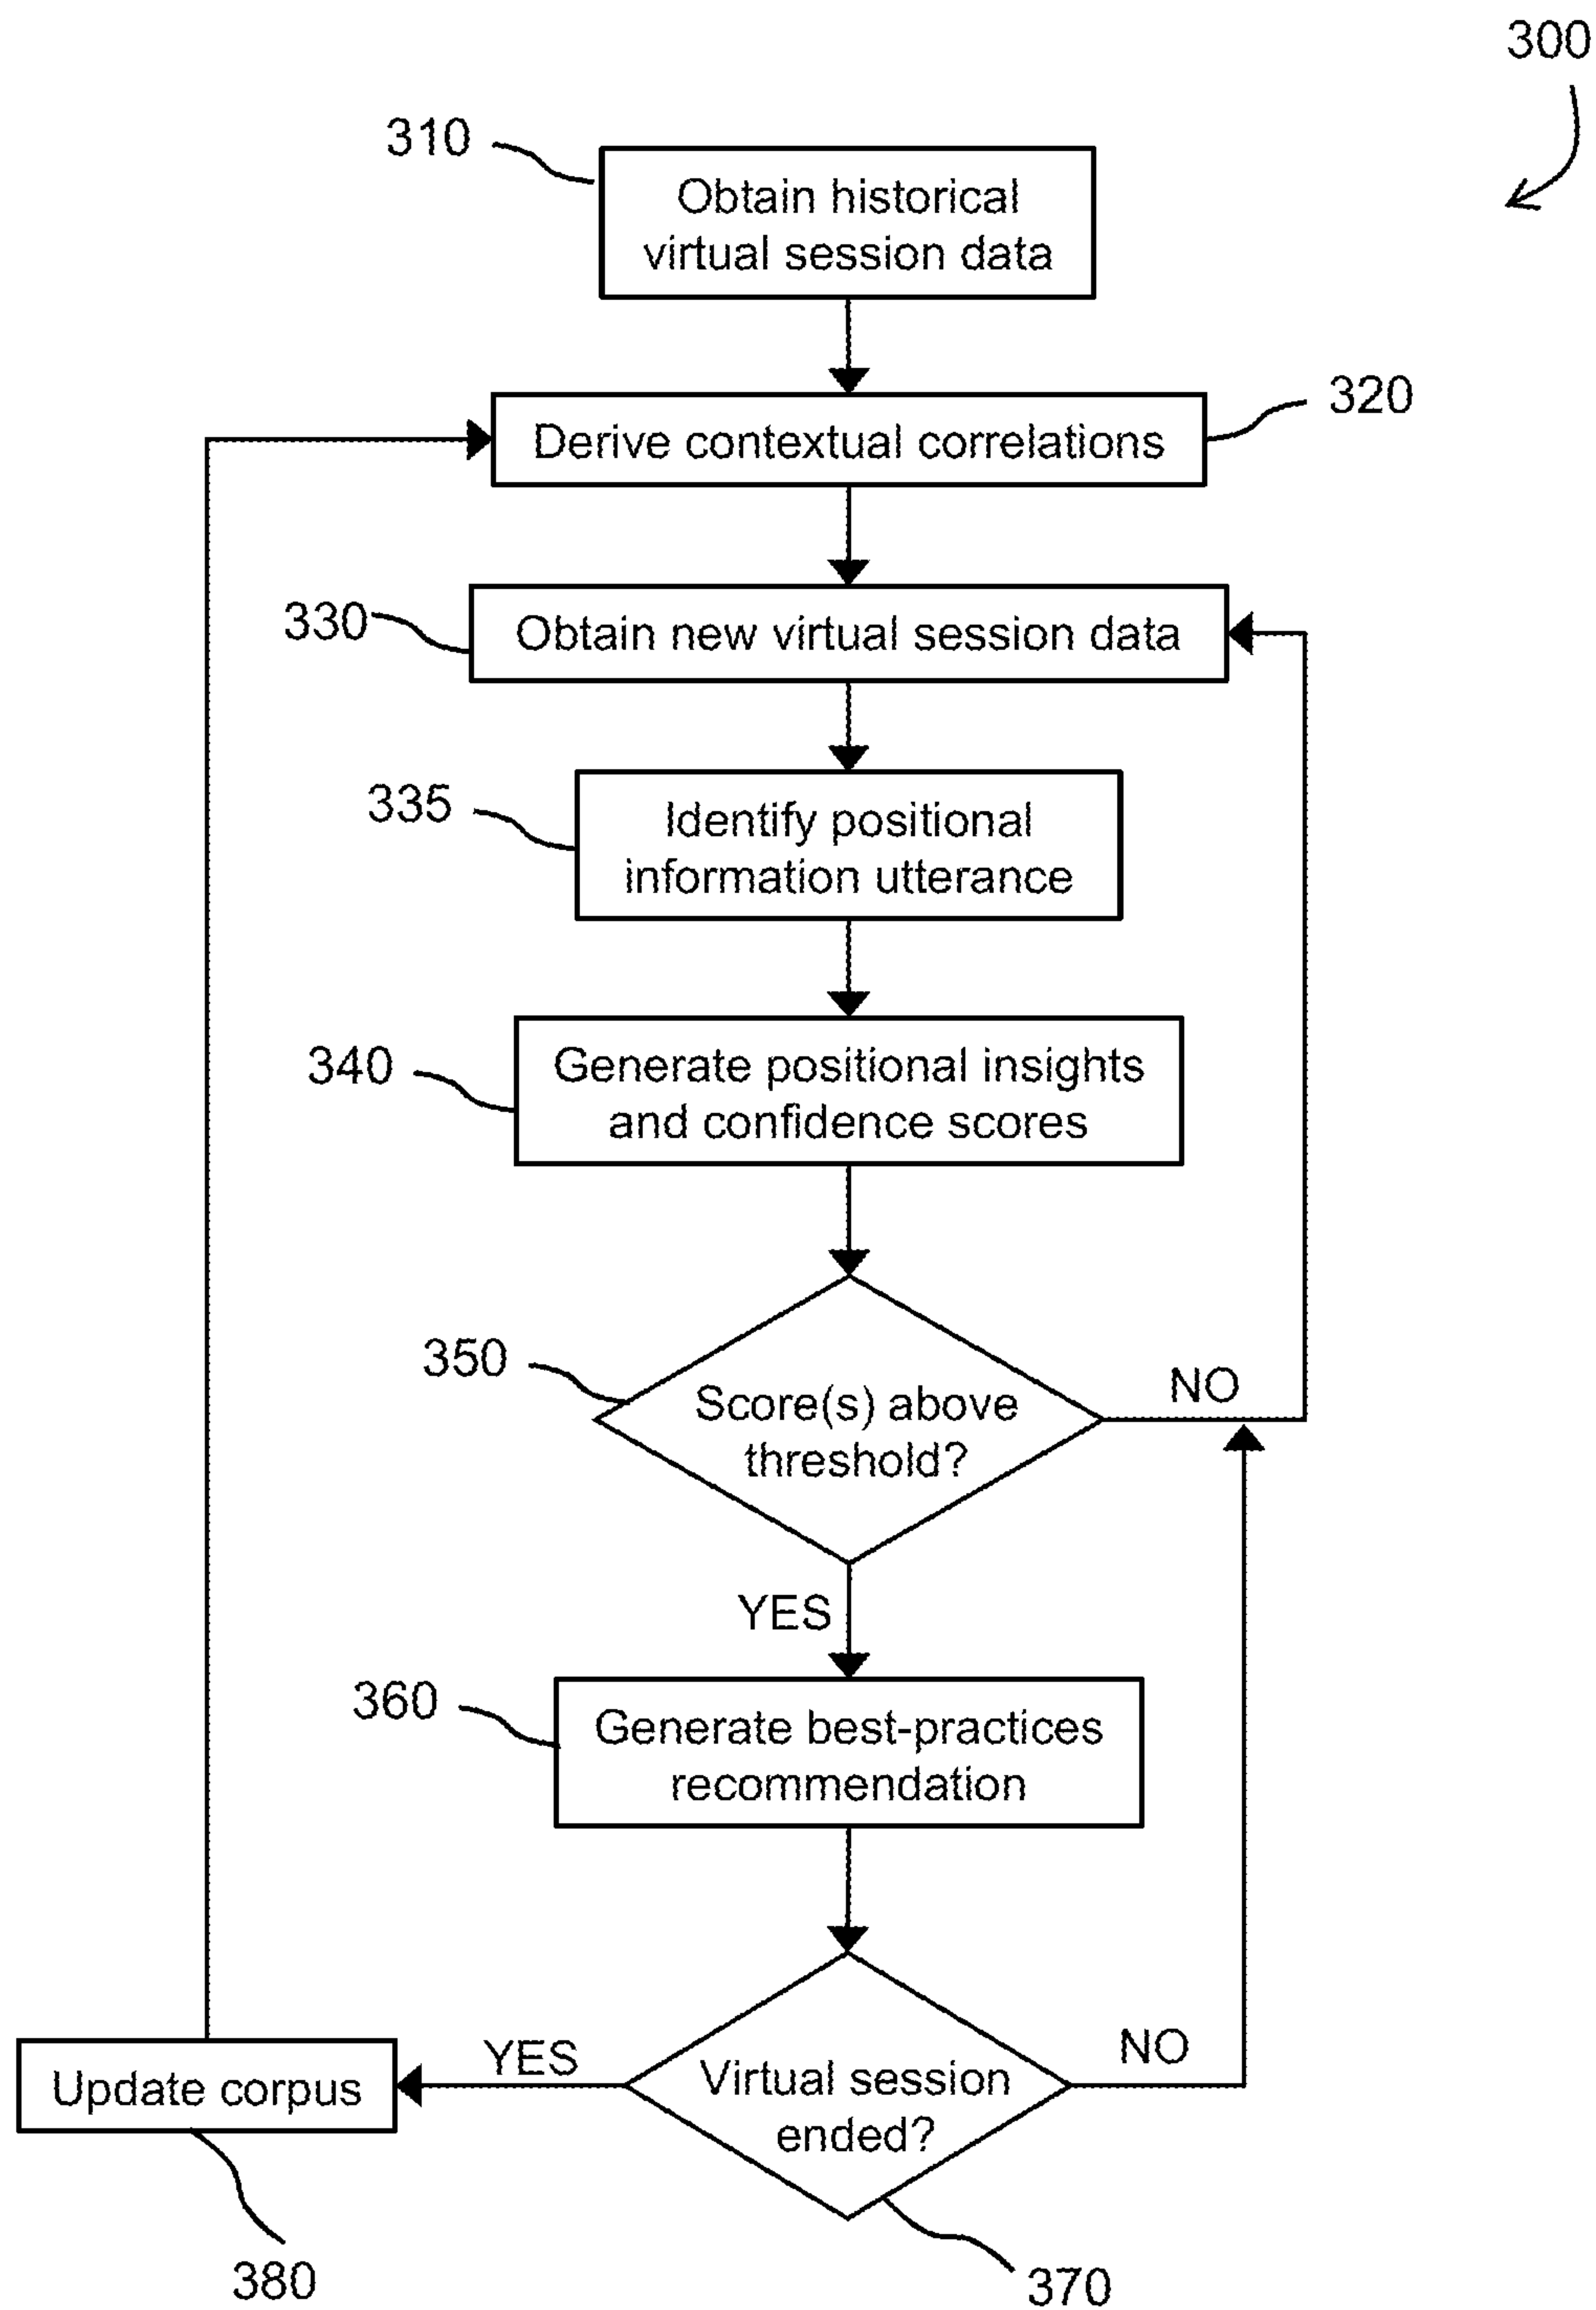 300
310
Obtain historical
virtual session data
320
Derive contextual correlations
330
Obtain new virtual session data
335
Identify positional
information utterance
340
Generate positional insights
and confidence scores
350
Score(s) above
threshold?
NO
YES
360
Generate best-practices
recommendation
Update corpus
YES
Virtual session
ended?
NO
380
370